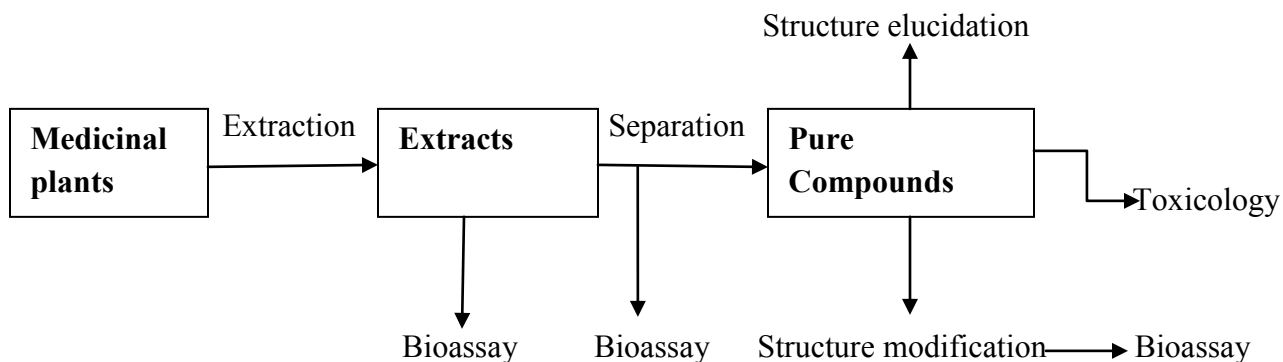 Structure elucidation
Medicinal
plants
Extraction
Extracts
Separation
Pure
Compounds
Toxicology
Bioassay
Bioassay
Structure modification
Bioassay